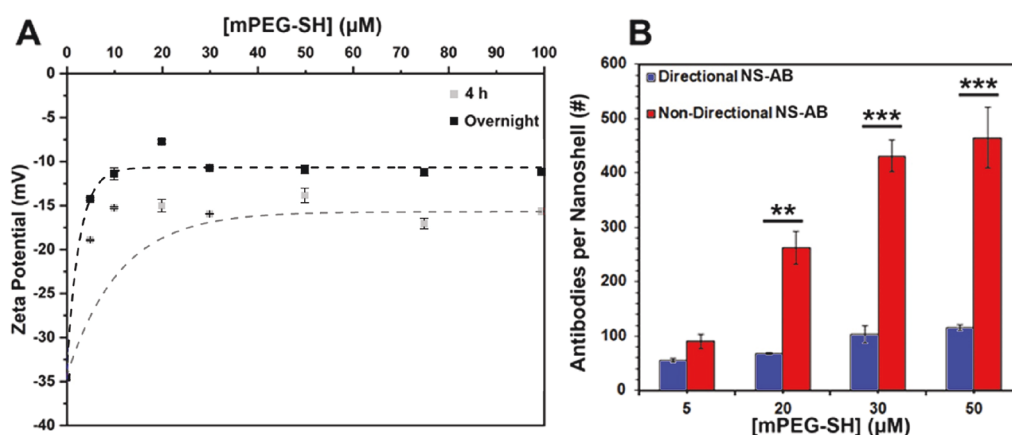 A
[mPEG-SH] (µM)
0 10 20 30 40 50 60 70 80 90 100
0
-5
-10
-15
-20
-25
-30
-35
-40
Zeta Potential (mV)
4 h
Overnight
B
600
500
400
300
200
100
0
Antibodies per Nanoshell (#)
Directional NS-AB
Non-Directional NS-AB
**
***
***
5 20 30 50
[mPEG-SH] (µM)